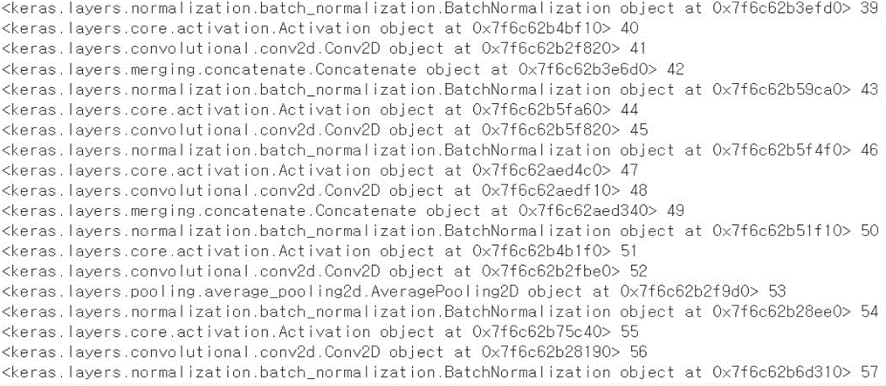 <keras.layers.normalization.batch_normalization.BatchNormalization object at 0x7f6c62b3efd0> 39
<keras.layers.core.activation.Activation object at 0x7f6c62b4bf10> 40
<keras.layers.convolutional.conv2d.Conv2D object at 0x7f6c62b2f820> 41
<keras.layers.merging.concatenate.Concatenate object at 0x7f6c62b3e6d0> 42
<keras.layers.normalization.batch_normalization.BatchNormalization object at 0x7f6c62b59ca0> 43
<keras.layers.core.activation.Activation object at 0x7f6c62b5fa60> 44
<keras.layers.convolutional.conv2d.Conv2D object at 0x7f6c62b5f820> 45
<keras.layers.normalization.batch_normalization.BatchNormalization object at 0x7f6c62b5f4f0> 46
<keras.layers.core.activation.Activation object at 0x7f6c62aed4c0> 47
<keras.layers.convolutional.conv2d.Conv2D object at 0x7f6c62aedf10> 48
<keras.layers.merging.concatenate.Concatenate object at 0x7f6c62aed340> 49
<keras.layers.normalization.batch_normalization.BatchNormalization object at 0x7f6c62b51f10> 50
<keras.layers.core.activation.Activation object at 0x7f6c62b4b1f0> 51
<keras.layers.convolutional.conv2d.Conv2D object at 0x7f6c62b2fbe0> 52
<keras.layers.pooling.average_pooling2d.AveragePooling2D object at 0x7f6c62b2f9d0> 53
<keras.layers.normalization.batch_normalization.BatchNormalization object at 0x7f6c62b28ee0> 54
<keras.layers.core.activation.Activation object at 0x7f6c62b75c40> 55
<keras.layers.convolutional.conv2d.Conv2D object at 0x7f6c62b28190> 56
<keras.layers.normalization.batch_normalization.BatchNormalization object at 0x7f6c62b6d310> 57